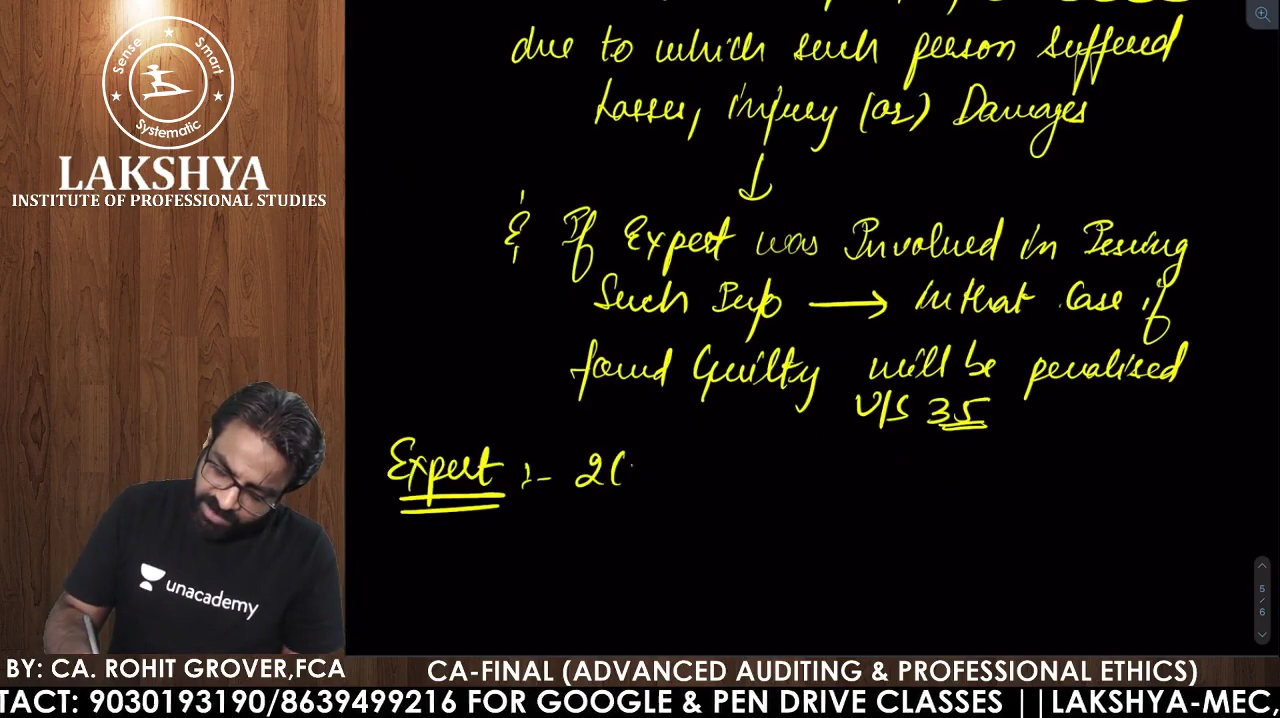 due to which such person suffered
Losses, injury (or) Damages
& If Expert was Involved in Issuing
Such Info → In that Case if
found Guilty will be penalised
U/S 35
Expert :- 2(
Sense
Smart
Systematic
LAKSHYA
INSTITUTE OF PROFESSIONAL STUDIES
unacademy
5
/
6
BY: CA. ROHIT GROVER,FCA
CA-FINAL (ADVANCED AUDITING & PROFESSIONAL ETHICS)
TACT: 9030193190/8639499216 FOR GOOGLE & PEN DRIVE CLASSES ||LAKSHYA-MEC,